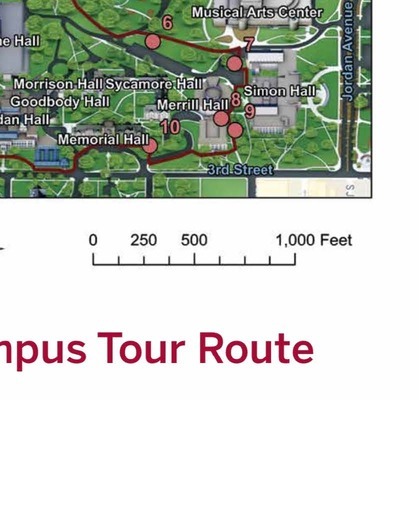 Musical Arts Center
6
7
ne Hall
Jordan Avenue
Morrison Hall Sycamore Hall
Simon Hall
Goodbody Hall
Merrill Hall 8
9
dan Hall
10
Memorial Hall
3rd Street
0 250 500 1,000 Feet
mpus Tour Route